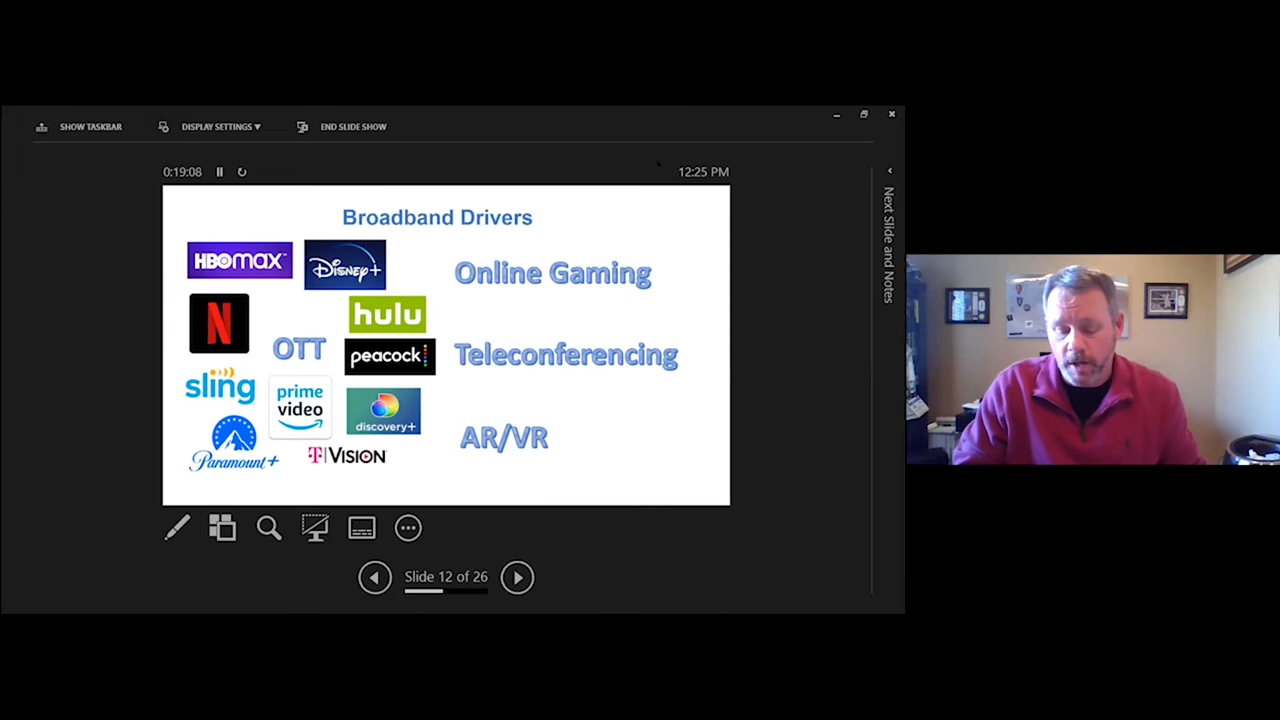 SHOW TASKBAR
DISPLAY SETTINGS ▼
END SLIDE SHOW
0:19:08
12:25 PM
Next Slide and Notes
Broadband Drivers
HBOmax
Disney+
Online Gaming
N
hulu
OTT
peacock
Teleconferencing
sling
prime video
discovery+
Paramount+
T VISION
AR/VR
Slide 12 of 26